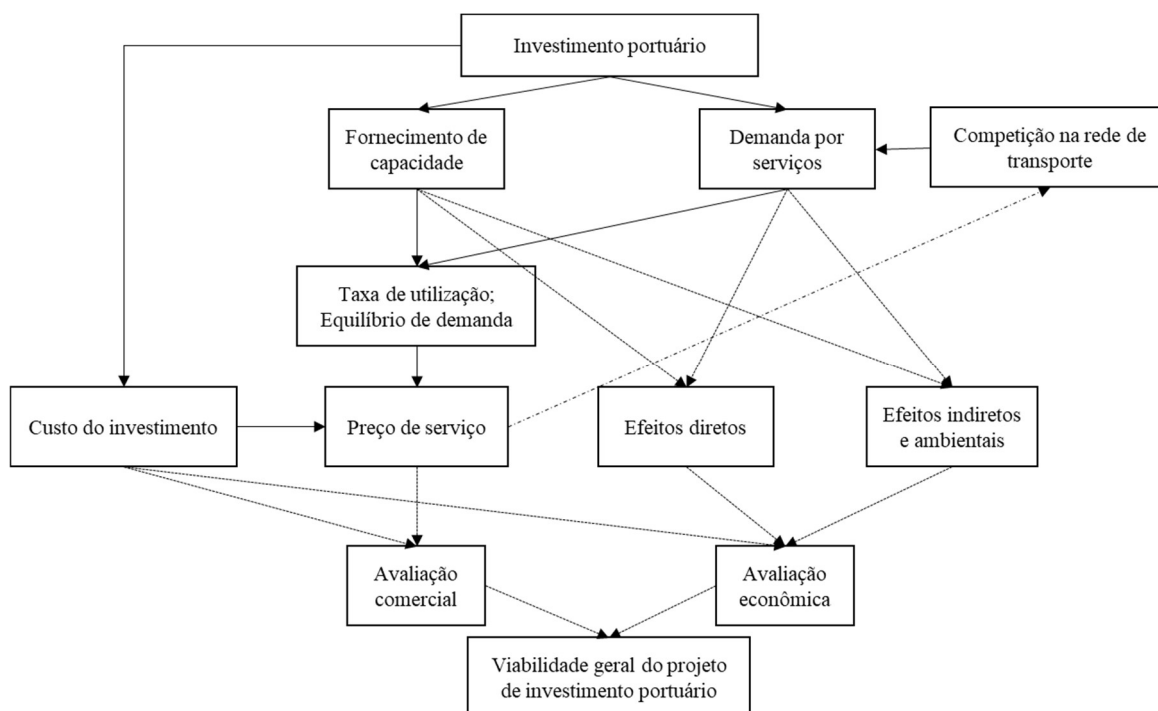 Investimento portuário
Fornecimento de
capacidade
Demanda por
serviços
Competição na rede de
transporte
Taxa de utilização;
Equilíbrio de demanda
Custo do investimento
Preço de serviço
Efeitos diretos
Efeitos indiretos
e ambientais
Avaliação
comercial
Avaliação
econômica
Viabilidade geral do projeto
de investimento portuário